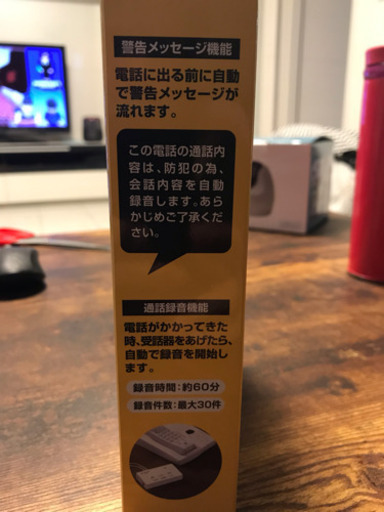 警告メッセージ機能
電話に出る前に自動
で警告メッセージが
流れます。
この電話の通話内
容は、防犯の為、
会話内容を自動
録音します。あら
かじめご了承くだ
さい。
通話録音機能
電話がかかってきた
時、受話器をあげたら、
自動で録音を開始し
ます。
録音時間:約60分
録音件数:最大30件